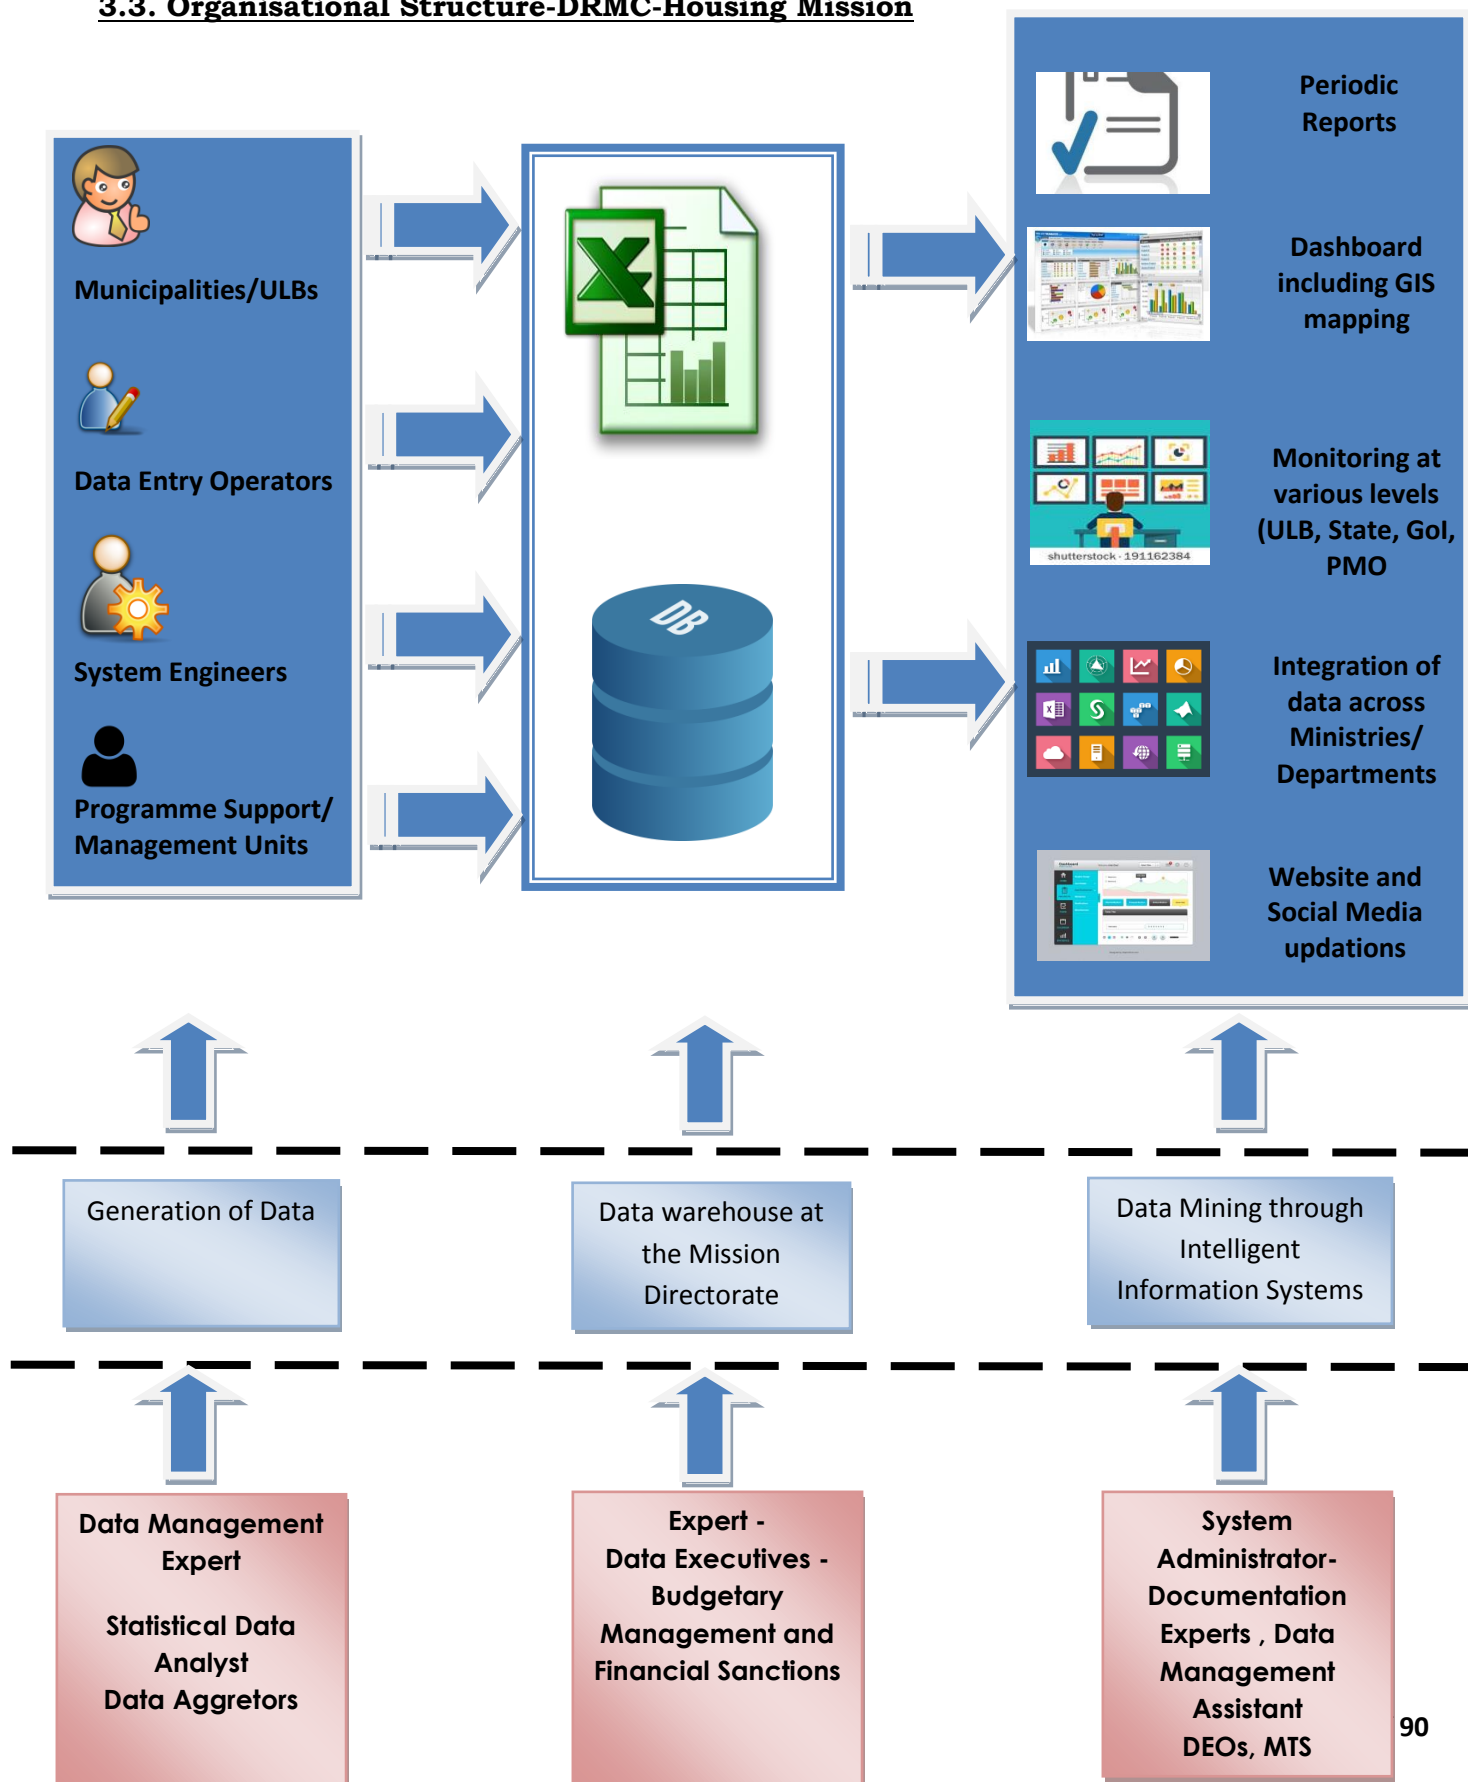 3.3. Organisational Structure-DRMC-Housing Mission
Municipalities/ULBs
Data Entry Operators
System Engineers
Programme Support/
Management Units
DB
Periodic
Reports
Dashboard
including GIS
mapping
Monitoring at
various levels
(ULB, State, GoI,
PMO
shutterstock · 191162384
Integration of
data across
Ministries/
Departments
Website and
Social Media
updations
Generation of Data
Data warehouse at
the Mission
Directorate
Data Mining through
Intelligent
Information Systems
Data Management
Expert
Statistical Data
Analyst
Data Aggretors
Expert -
Data Executives -
Budgetary
Management and
Financial Sanctions
System
Administrator-
Documentation
Experts , Data
Management
Assistant
DEOs, MTS
90